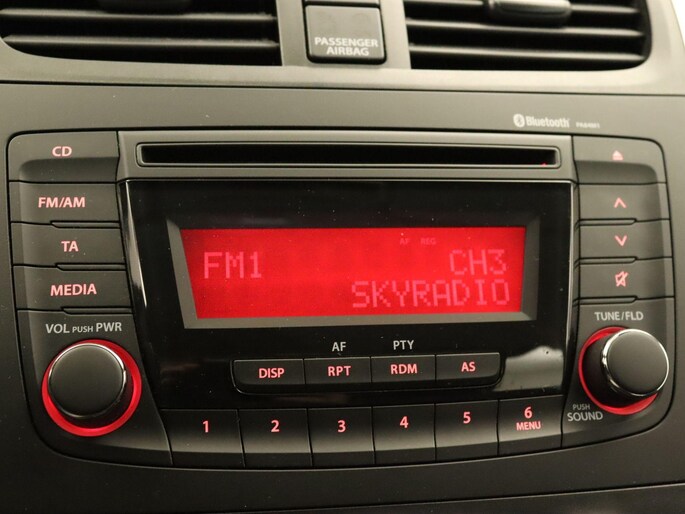 PASSENGER
AIRBAG
Bluetooth
CD
FM/AM
TA
MEDIA
VOL PUSH PWR
AF REG
FM1 CH3
SKYRADIO
TUNE/FLD
AF PTY
DISP RPT RDM AS
PUSH
SOUND
1 2 3 4 5 6
MENU